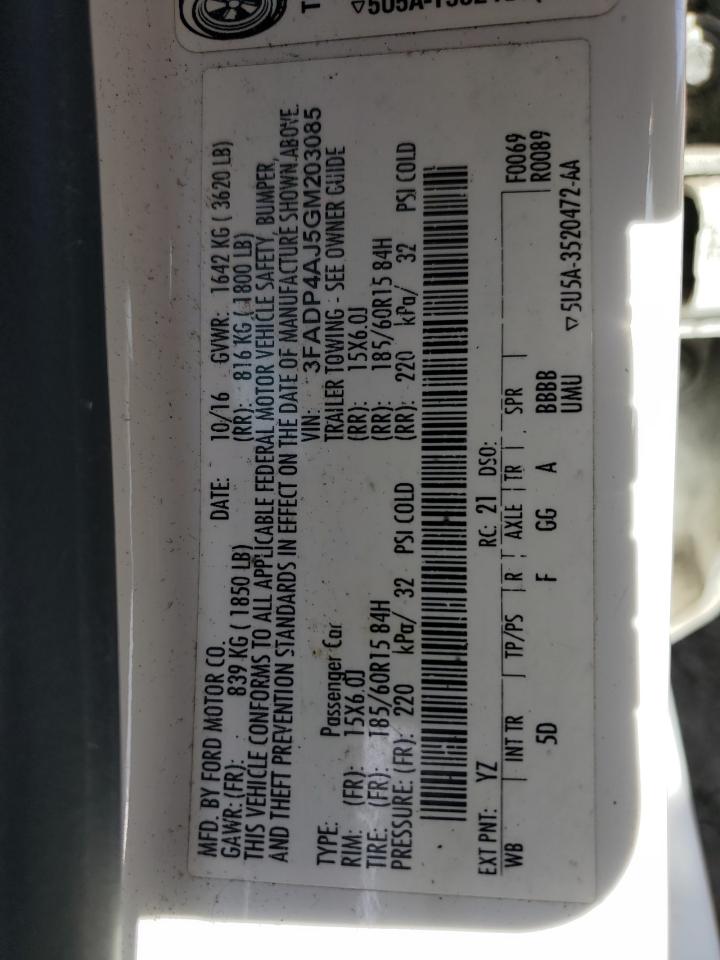 MFD. BY FORD MOTOR CO. DATE: 10/16 GVWR: 1642 KG ( 3620 LB)
GAWR: (FR): 839 KG ( 1850 LB) (RR): 816 KG ( 1800 LB)
THIS VEHICLE CONFORMS TO ALL APPLICABLE FEDERAL MOTOR VEHICLE SAFETY, BUMPER,
AND THEFT PREVENTION STANDARDS IN EFFECT ON THE DATE OF MANUFACTURE SHOWN ABOVE.
VIN: 3FADP4AJ5GM203085
TYPE: Passenger Car TRAILER TOWING - SEE OWNER GUIDE
RIM: (FR): 15X6.0J (RR): 15X6.0J
TIRE: (FR): 185/60R15 84H (RR): 185/60R15 84H
PRESSURE: (FR): 220 kPa/ 32 PSI COLD (RR): 220 kPa/ 32 PSI COLD
EXT PNT: YZ RC: 21 DSO: F0069
WB INT TR TP/PS R AXLE TR SPR R0089
5D F GG A BBBB
UMU ▽5U5A-3520472-AA